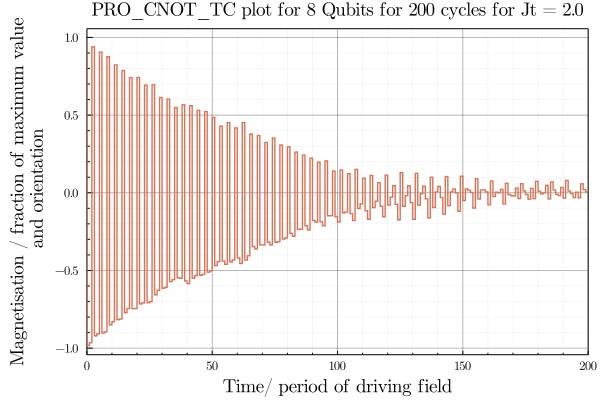 PRO_CNOT_TC plot for 8 Qubits for 200 cycles for Jt = 2.0
Magnetisation / fraction of maximum value
and orientation
1.0
0.5
0.0
−0.5
−1.0
0
50
100
150
200
Time/ period of driving field